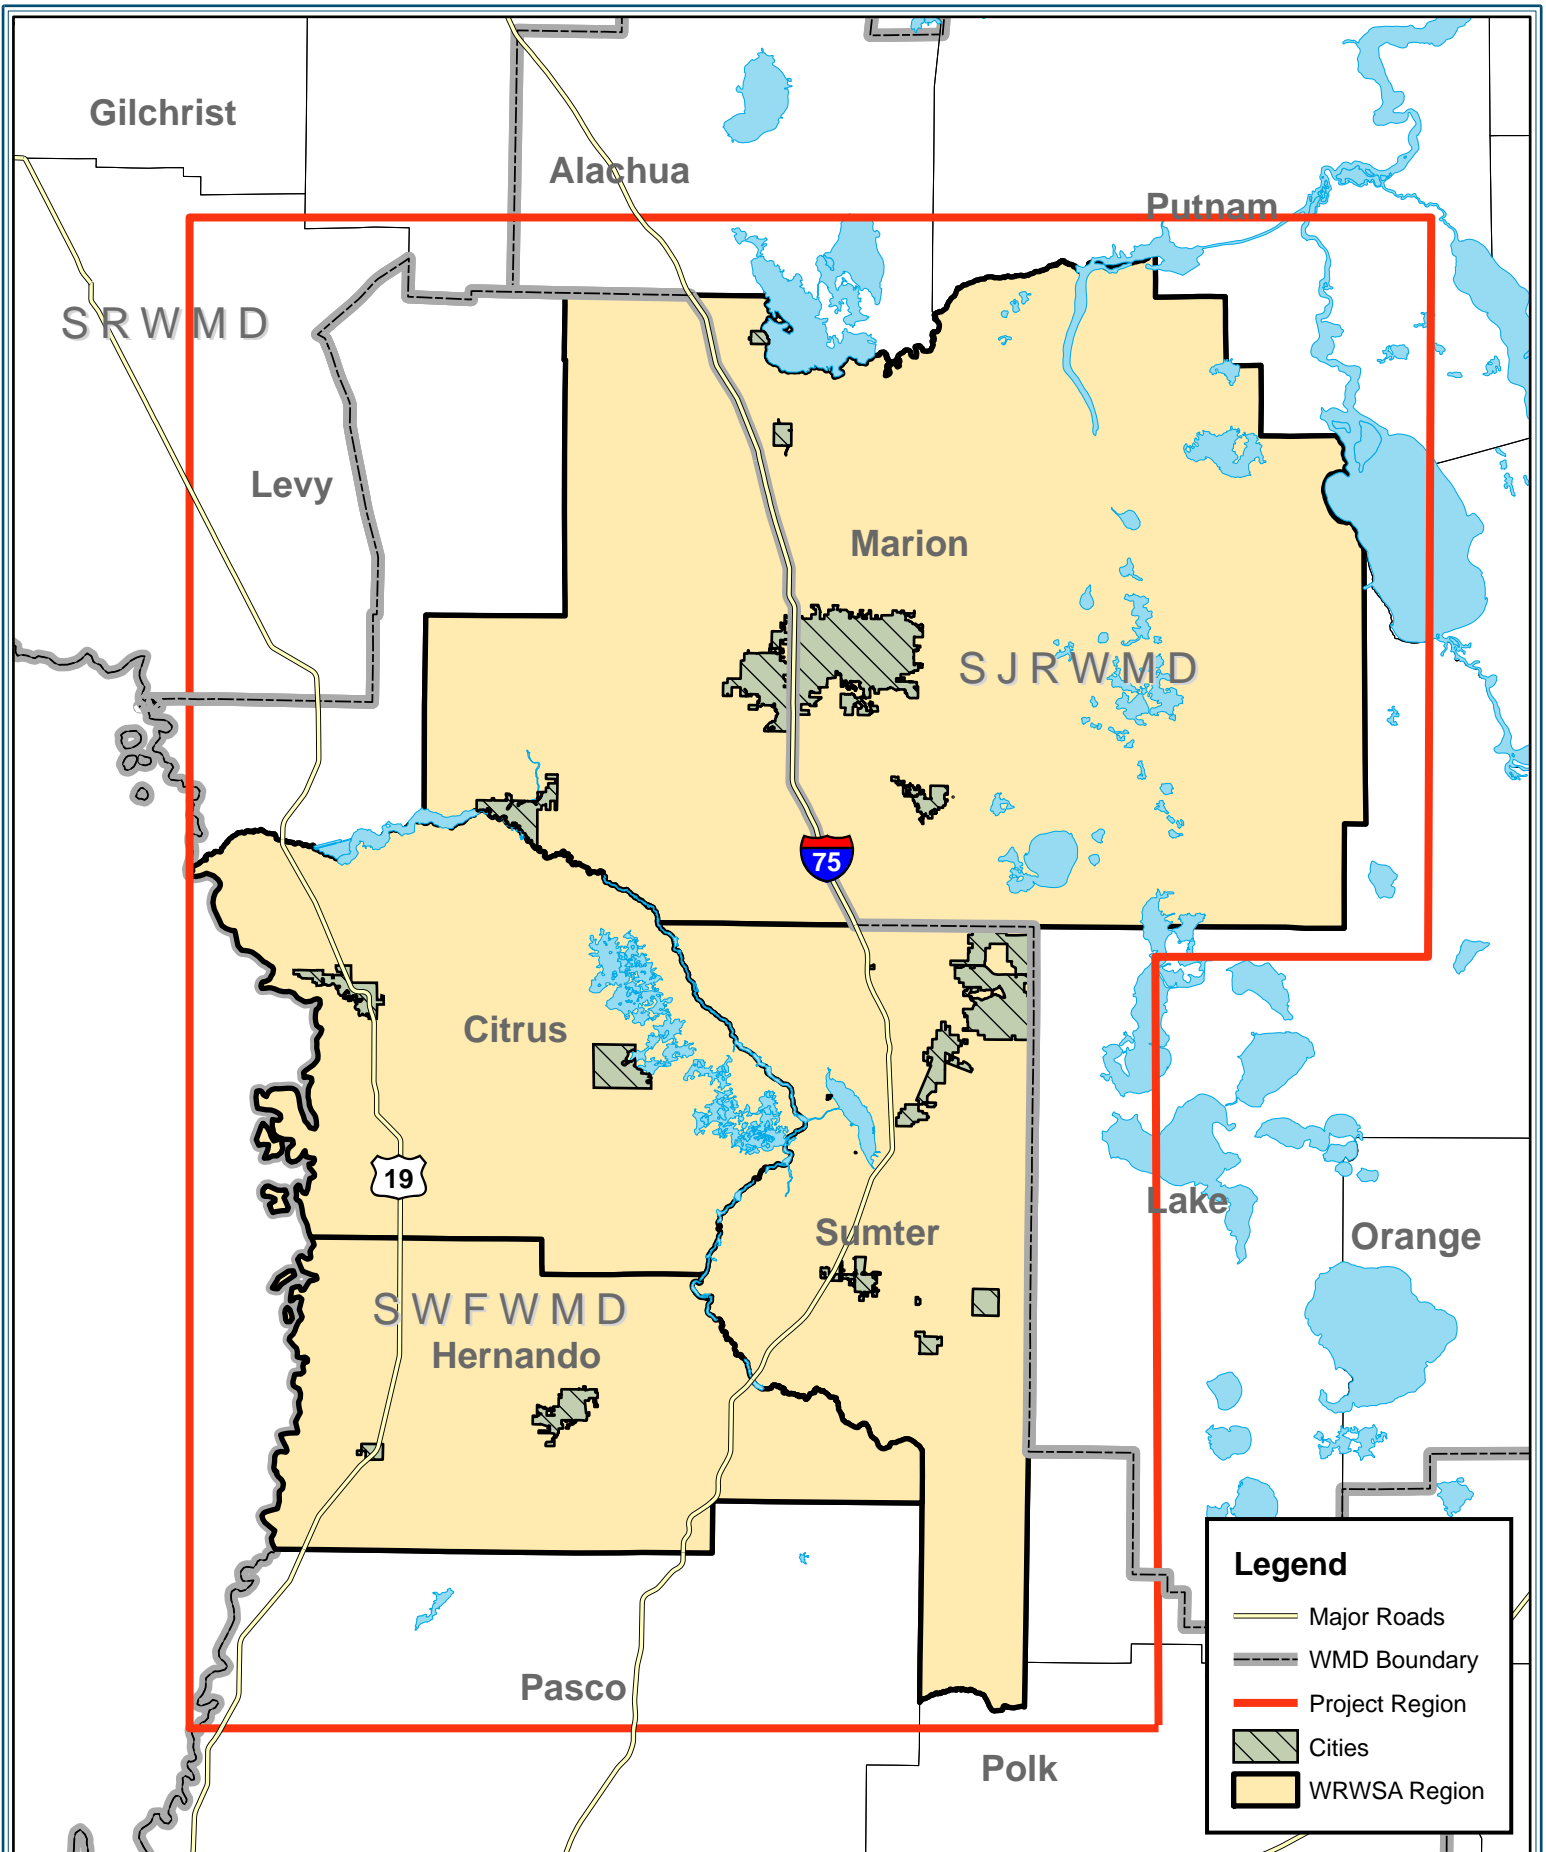 Gilchrist
Alachua
Putnam
SRWMD
Levy
Marion
SJRWMD
75
Citrus
19
Lake
Sumter
Orange
SWFWMD
Hernando
Pasco
Polk
Legend
Major Roads
WMD Boundary
Project Region
Cities
WRWSA Region